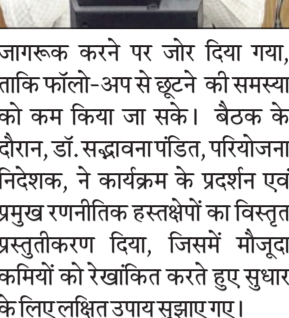 जागरूक करने पर जोर दिया गया,
ताकि फॉलो-अप से छूटने की समस्या
को कम किया जा सके। बैठक के
दौरान, डॉ. सद्भावना पंडित, परियोजना
निदेशक, ने कार्यक्रम के प्रदर्शन एवं
प्रमुख रणनीतिक हस्तक्षेपों का विस्तृत
प्रस्तुतीकरण दिया, जिसमें मौजूदा
कमियों को रेखांकित करते हुए सुधार
के लिए लक्षित उपाय सुझाए गए।